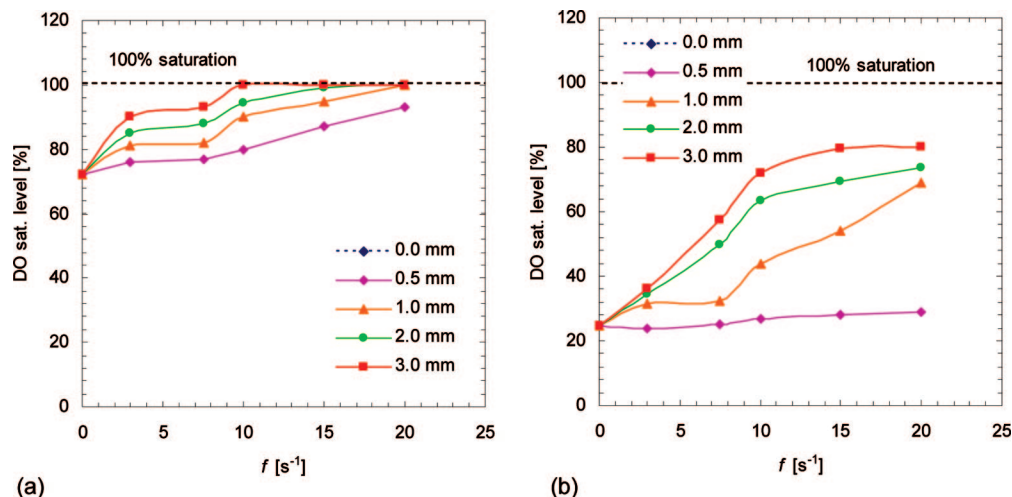 120
100% saturation
100
80
60
40
20
0
DO sat. level [%]
0.0 mm
0.5 mm
1.0 mm
2.0 mm
3.0 mm
0 5 10 15 20 25
f [s⁻¹]
(a)
120
0.0 mm
0.5 mm
100% saturation
100
1.0 mm
2.0 mm
80
3.0 mm
60
40
20
0
DO sat. level [%]
0 5 10 15 20 25
f [s⁻¹]
(b)